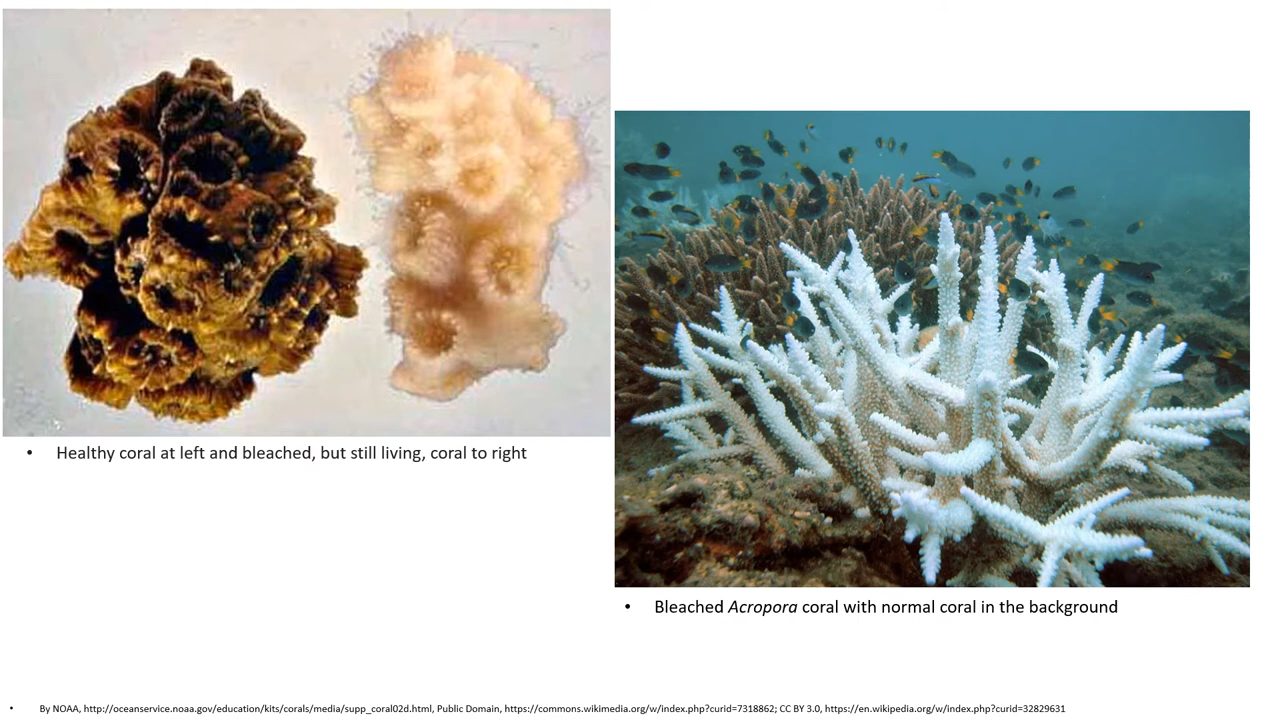 • Healthy coral at left and bleached, but still living, coral to right
• Bleached Acropora coral with normal coral in the background
• By NOAA, http://oceanservice.noaa.gov/education/kits/corals/media/supp_coral02d.html, Public Domain, https://commons.wikimedia.org/w/index.php?curid=7318862; CC BY 3.0, https://en.wikipedia.org/w/index.php?curid=32829631